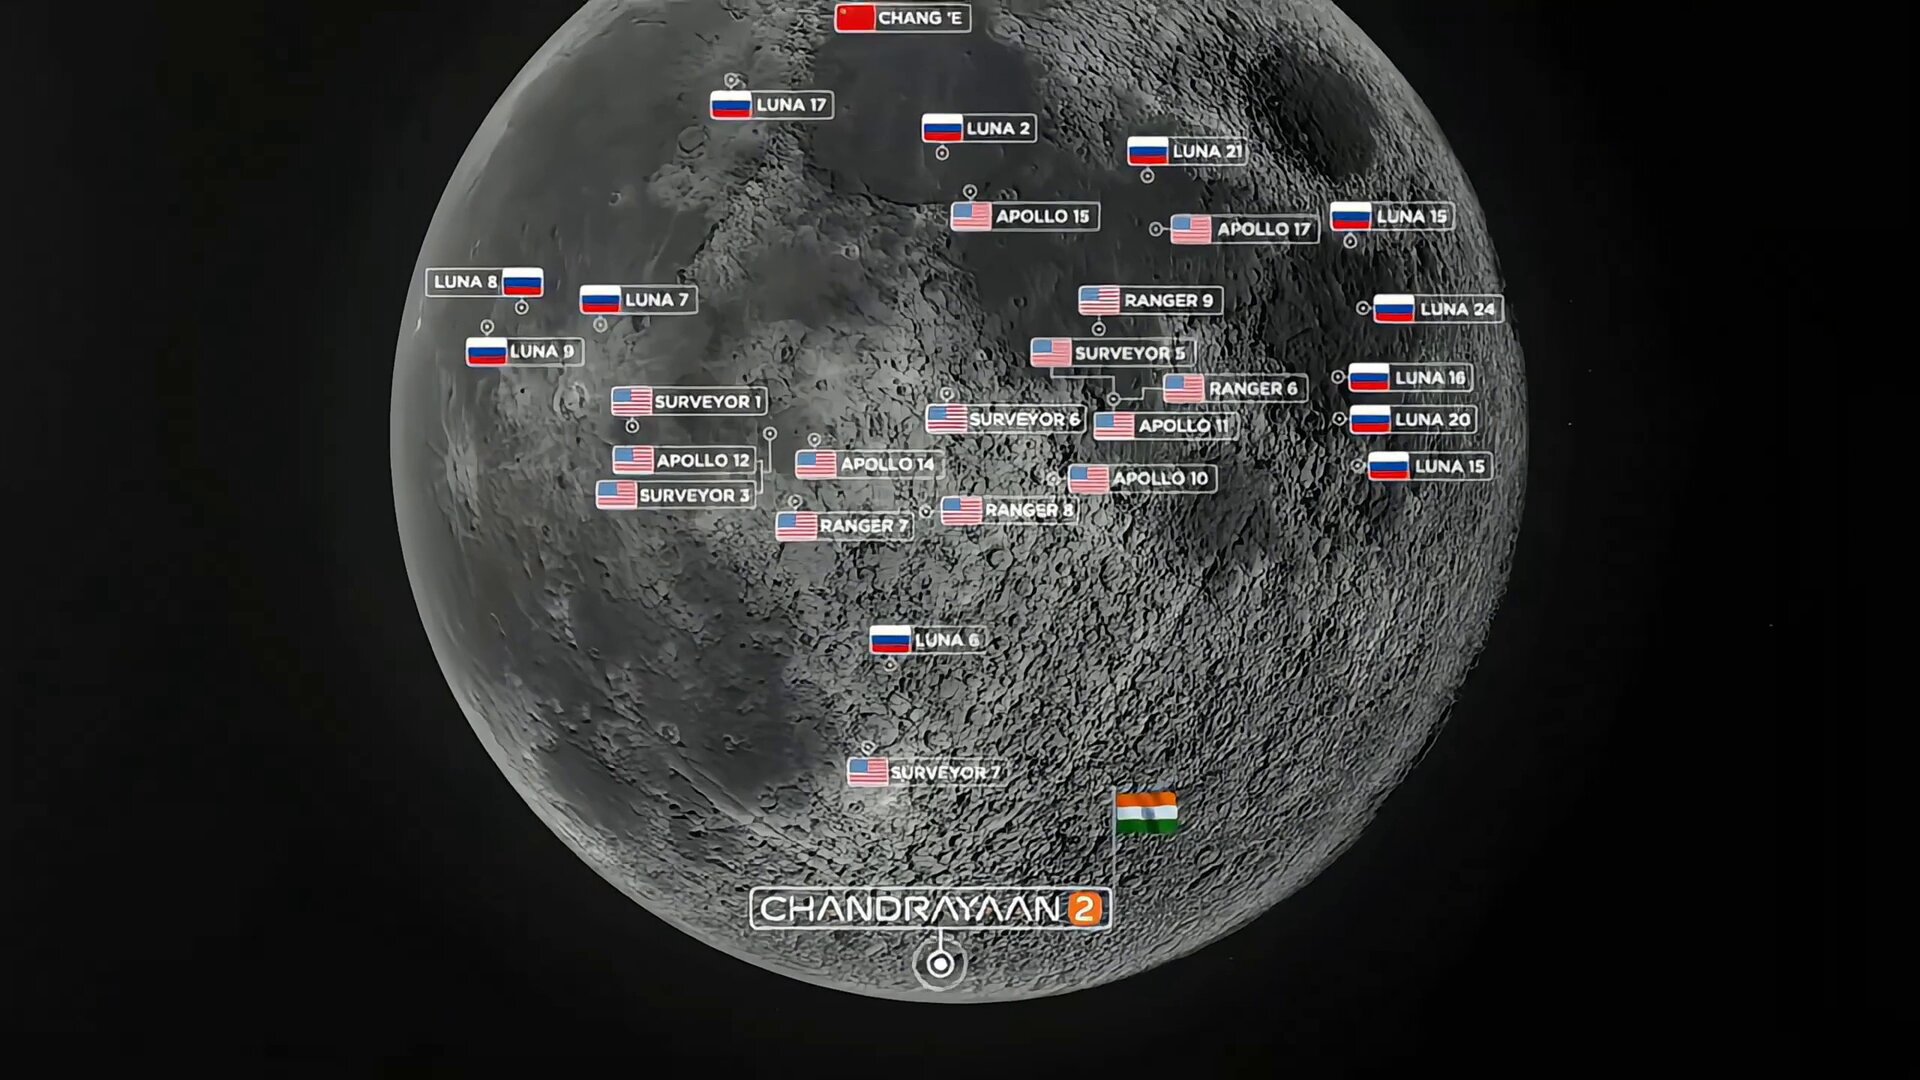 CHANG 'E
LUNA 17
LUNA 2
LUNA 21
APOLLO 15
APOLLO 17
LUNA 15
LUNA 8
LUNA 7
RANGER 9
LUNA 24
LUNA 9
SURVEYOR 5
LUNA 16
RANGER 6
SURVEYOR 1
SURVEYOR 6
APOLLO 11
LUNA 20
APOLLO 12
APOLLO 14
LUNA 15
APOLLO 10
SURVEYOR 3
RANGER 8
RANGER 7
LUNA 6
SURVEYOR 7
CHANDRAYAAN 2